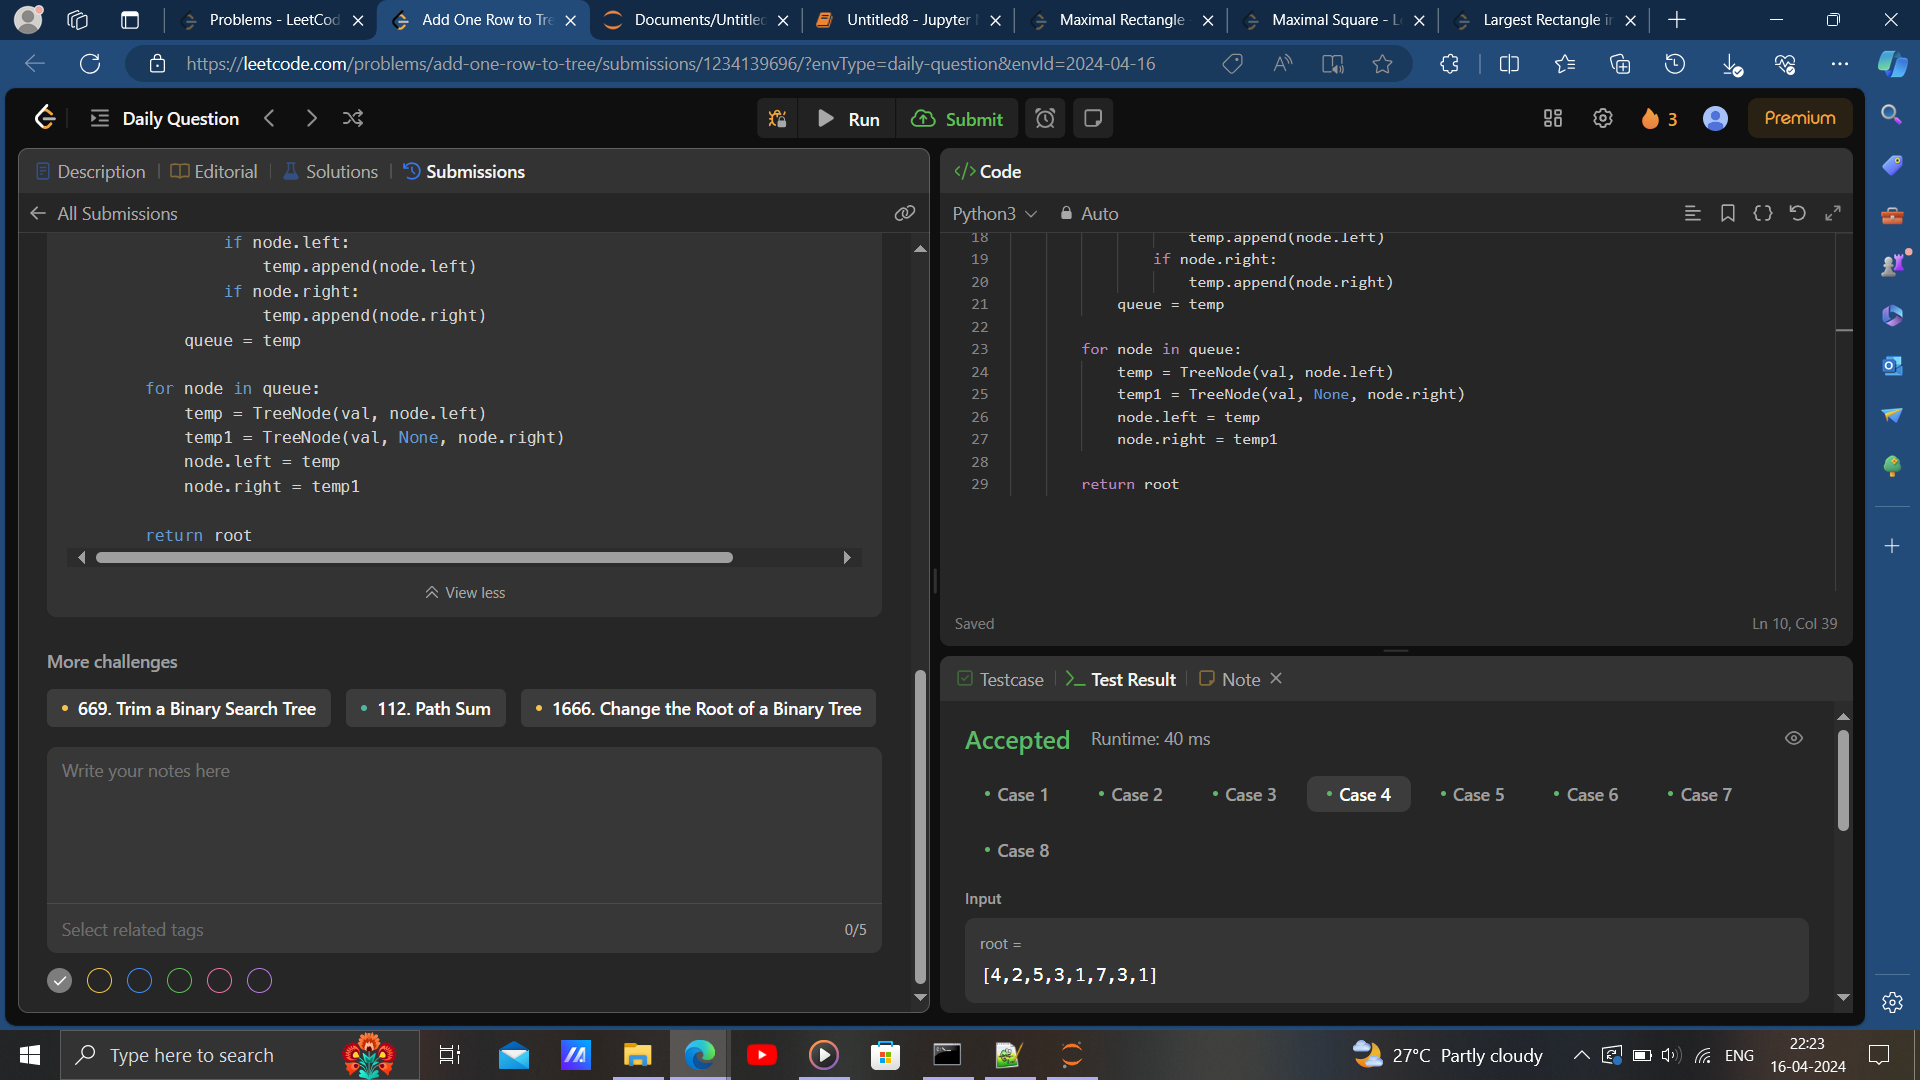 Problems - LeetCod
Add One Row to Tre
Documents/Untitled
Untitled8 - Jupyter
Maximal Rectangle
Maximal Square - L
Largest Rectangle in
https://leetcode.com/problems/add-one-row-to-tree/submissions/1234139696/?envType=daily-question&envId=2024-04-16
Daily Question
Run
Submit
3
Premium
Description
Editorial
Solutions
Submissions
All Submissions
if node.left:
temp.append(node.left)
if node.right:
temp.append(node.right)
queue = temp
for node in queue:
temp = TreeNode(val, node.left)
temp1 = TreeNode(val, None, node.right)
node.left = temp
node.right = temp1
return root
View less
More challenges
669. Trim a Binary Search Tree
112. Path Sum
1666. Change the Root of a Binary Tree
Write your notes here
Select related tags
0/5
</> Code
Python3
Auto
18 temp.append(node.left)
19 if node.right:
20 temp.append(node.right)
21 queue = temp
22
23 for node in queue:
24 temp = TreeNode(val, node.left)
25 temp1 = TreeNode(val, None, node.right)
26 node.left = temp
27 node.right = temp1
28
29 return root
Saved
Ln 10, Col 39
Testcase
Test Result
Note
Accepted
Runtime: 40 ms
Case 1
Case 2
Case 3
Case 4
Case 5
Case 6
Case 7
Case 8
Input
root =
[4,2,5,3,1,7,3,1]
Type here to search
27°C Partly cloudy
ENG
22:23
16-04-2024